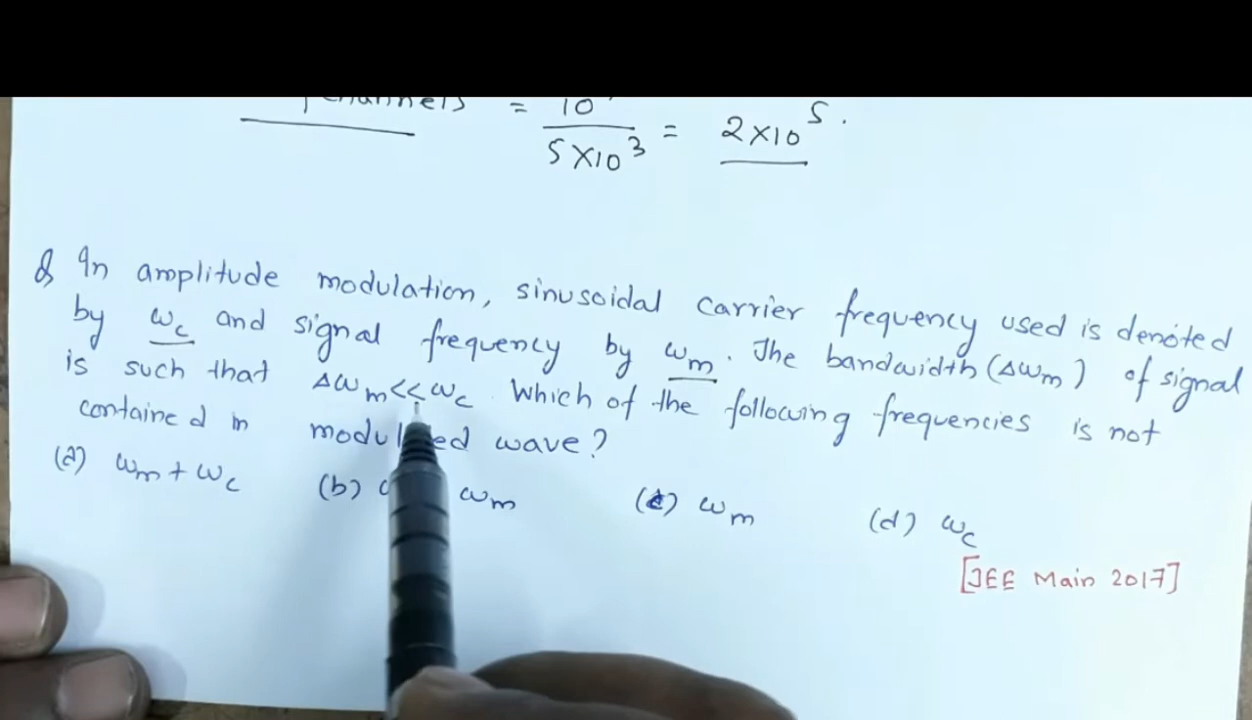 = 10
5×10³ = 2×10⁵.
Q In amplitude modulation, sinusoidal carrier frequency used is denoted
by ωc and signal frequency by ωm. The bandwidth (Δωm) of signal
is such that Δωm<<ωc. Which of the following frequencies is not
contained in wave?
(a) ωm + ωc (b) ωm (c) ωm (d) ωc
[JEE Main 2017]